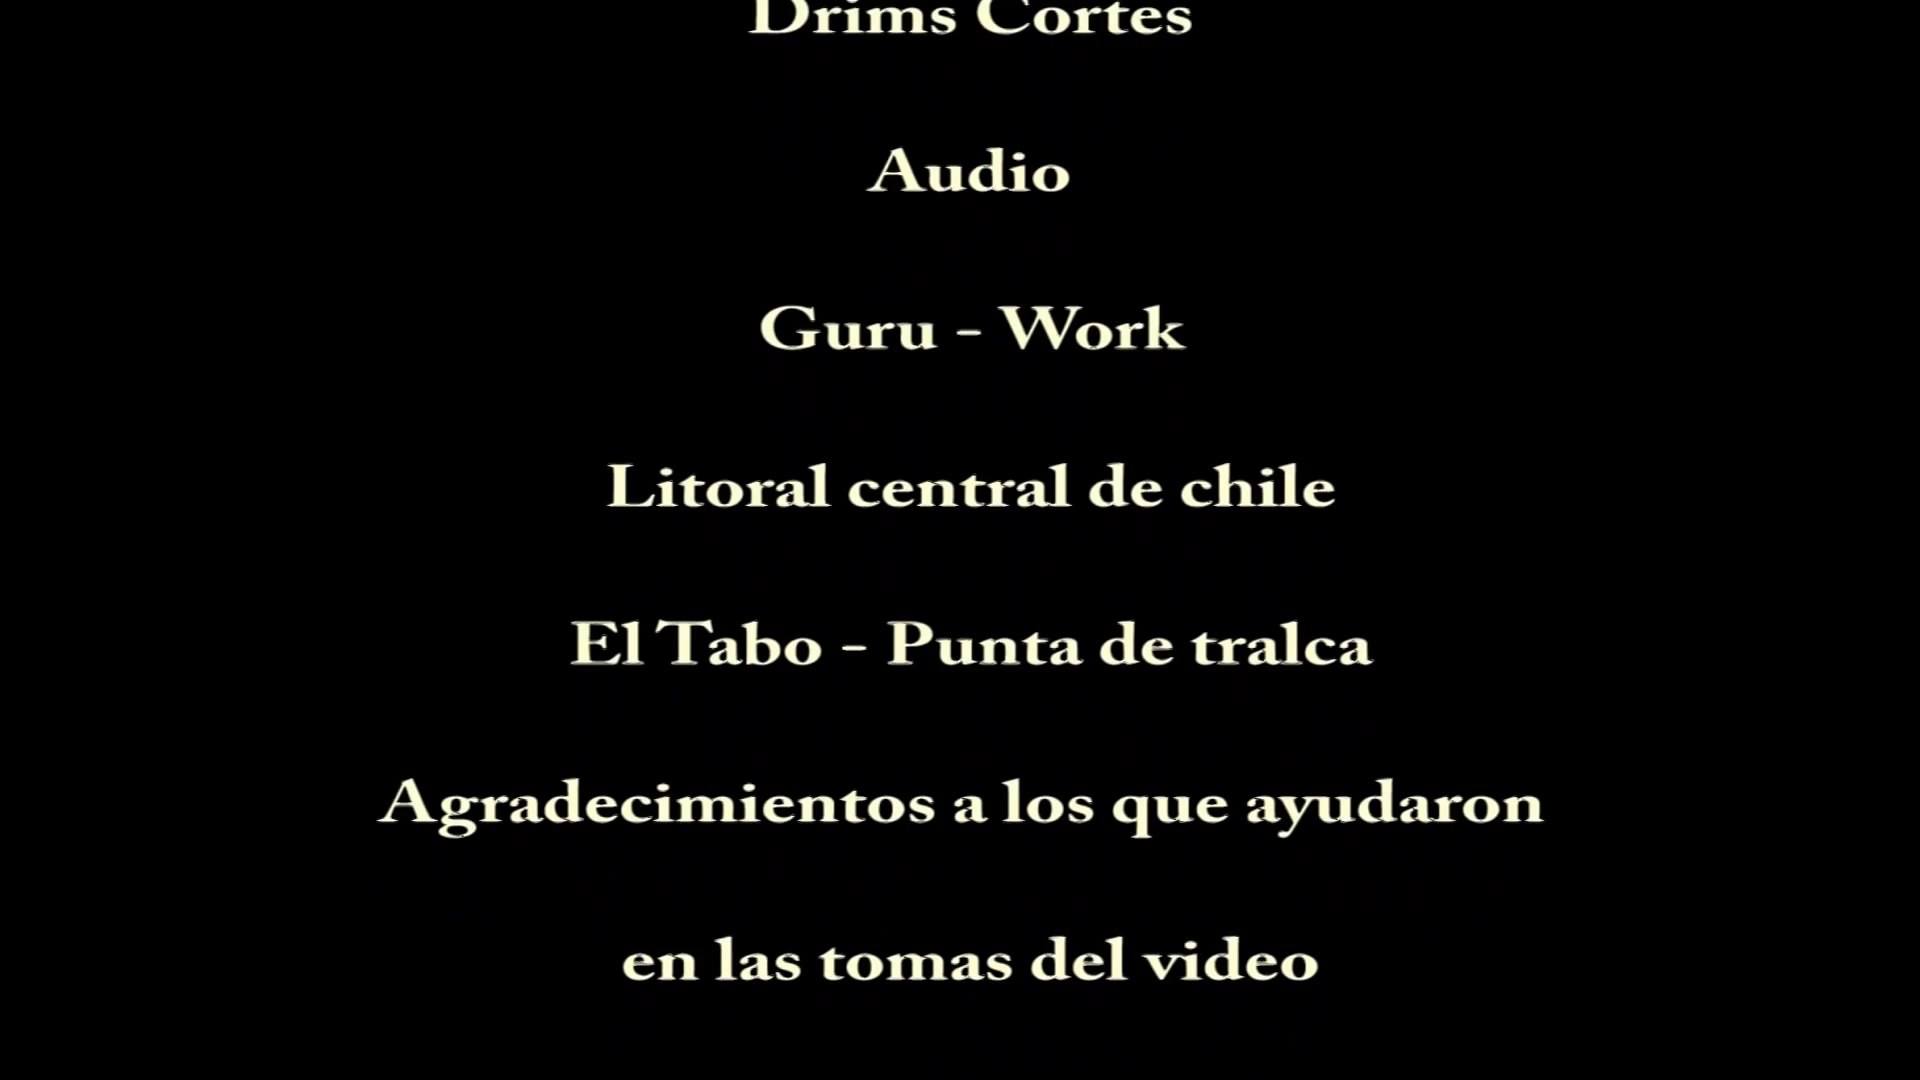 Drims Cortes
Audio
Guru - Work
Litoral central de chile
El Tabo - Punta de tralca
Agradecimientos a los que ayudaron
en las tomas del video